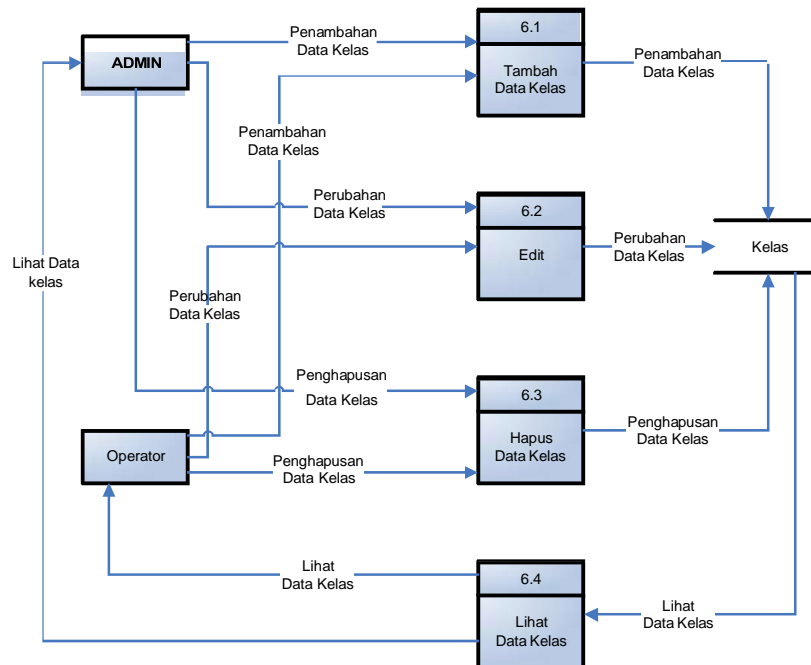 Penambahan
Data Kelas
6.1
Tambah
Data Kelas
Penambahan
Data Kelas
ADMIN
Penambahan
Data Kelas
Perubahan
Data Kelas
6.2
Edit
Perubahan
Data Kelas
Kelas
Lihat Data
kelas
Perubahan
Data Kelas
Penghapusan
Data Kelas
6.3
Hapus
Data Kelas
Penghapusan
Data Kelas
Operator
Penghapusan
Data Kelas
Lihat
Data Kelas
6.4
Lihat
Data Kelas
Lihat
Data Kelas